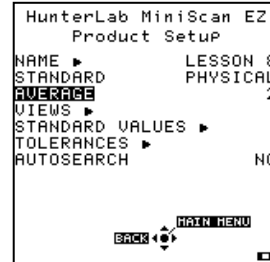 HunterLab MiniScan EZ
Product Setup
NAME ▶ LESSON 8
STANDARD PHYSICAL
AVERAGE 2
VIEWS ▶
STANDARD VALUES ▶
TOLERANCES ▶
AUTOSEARCH NO
MAIN MENU
BACK